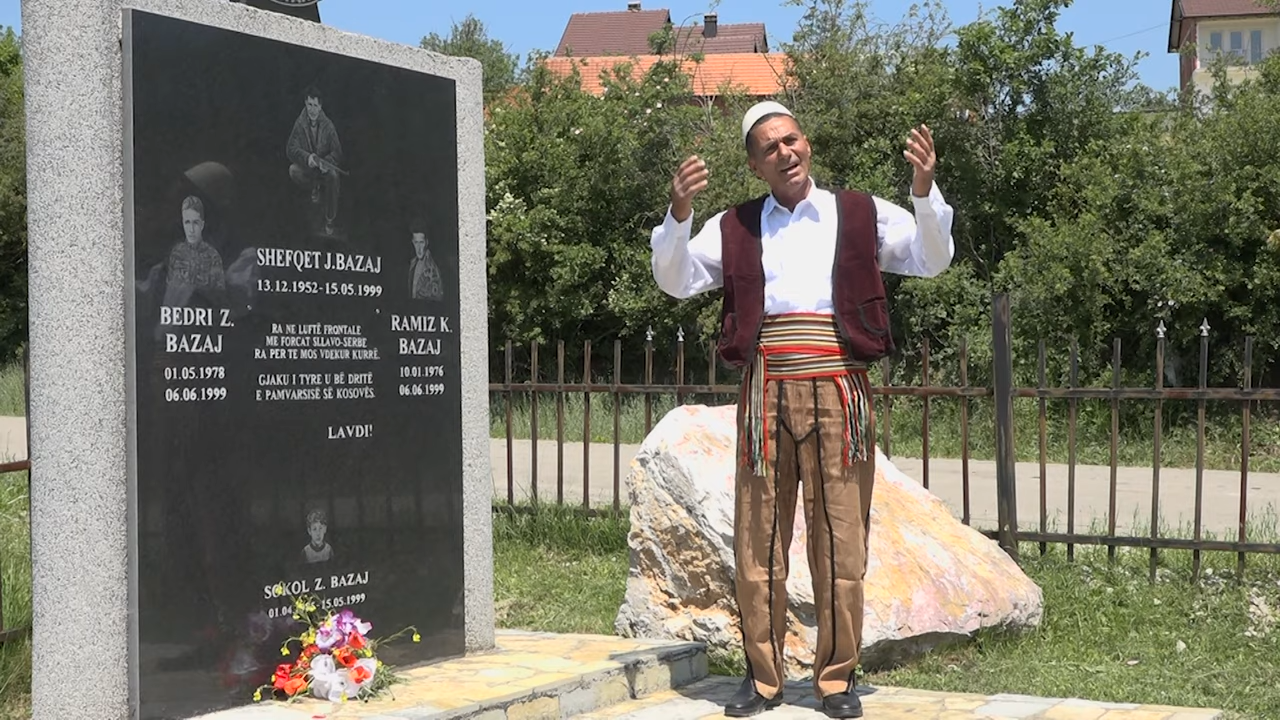 SHEFQET J.BAZAJ
13.12.1952-15.05.1999
BEDRI Z.
BAZAJ
01.05.1978
06.06.1999
RA NE LUFTË FRONTALE
ME FORCAT SLLAVO-SERBE
RA PER TE MOS VDEKUR KURRË.
GJAKU I TYRE U BË DRITË
E PAMVARSISË SË KOSOVËS.
LAVDI!
RAMIZ K.
BAZAJ
10.01.1976
06.06.1999
SOKOL Z. BAZAJ
15.05.1999